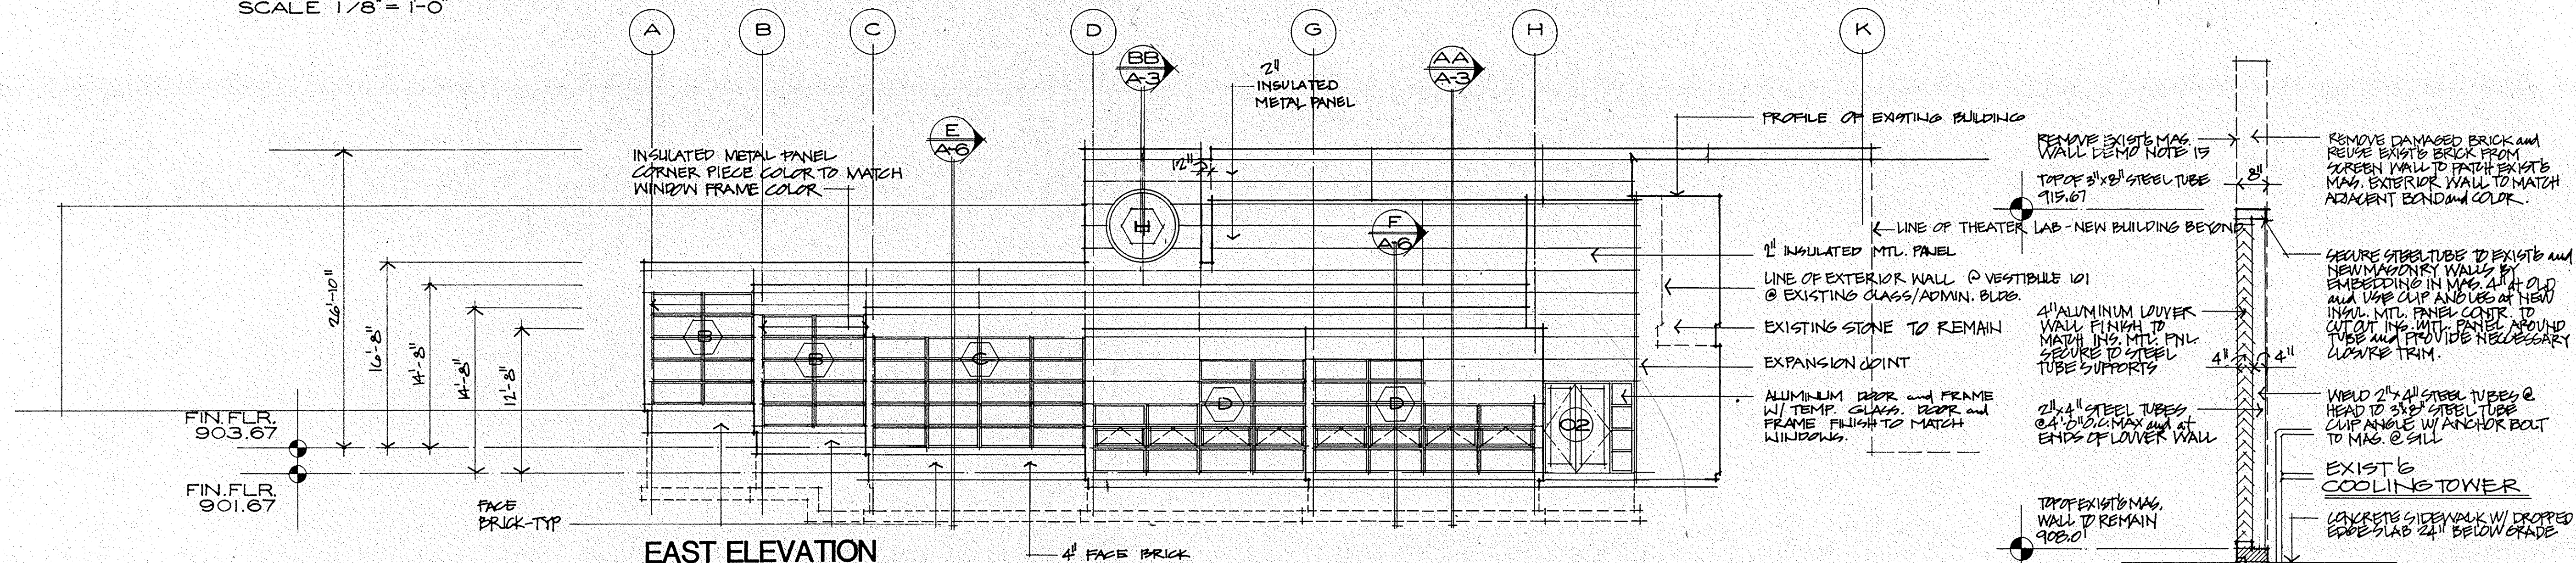 SCALE 1/8" = 1'-0"
A
B
C
D
G
H
K
BB
A-3
AA
A-3
E
A-6
F
A-6
2"
INSULATED
METAL PANEL
12"
INSULATED METAL PANEL
CORNER PIECE COLOR TO MATCH
WINDOW FRAME COLOR
26'-10"
16'-8"
14'-8"
14'-8"
12'-8"
FIN. FLR.
903.67
FIN. FLR.
901.67
B
B
C
D
D
H
02
FACE
BRICK-TYP
EAST ELEVATION
4" FACE BRICK
PROFILE OF EXISTING BUILDING
LINE OF THEATER LAB - NEW BUILDING BEYOND
2" INSULATED MTL. PANEL
LINE OF EXTERIOR WALL @ VESTIBULE 101
@ EXISTING CLASS/ADMIN. BLDG.
EXISTING STONE TO REMAIN
EXPANSION JOINT
ALUMINUM DOOR and FRAME
W/ TEMP. GLASS. DOOR and
FRAME FINISH TO MATCH
WINDOWS.
REMOVE EXIST'G MAS.
WALL DEMO NOTE 15
TOP OF 3"x8" STEEL TUBE
915.67
8"
4" ALUMINUM LOUVER
WALL FINISH TO
MATCH INS. MTL. PNL.
SECURE TO STEEL
TUBE SUPPORTS
4"
4"
2"x4" STEEL TUBES
@ 4'-0" O.C. MAX and at
ENDS OF LOUVER WALL
TOP OF EXIST'G MAS.
WALL TO REMAIN
908.01
REMOVE DAMAGED BRICK and
REUSE EXIST'G BRICK FROM
SCREEN WALL TO PATCH EXIST'G
MAS. EXTERIOR WALL TO MATCH
ADJACENT BOND and COLOR.
SECURE STEEL TUBE TO EXIST'G and
NEW MASONRY WALLS BY
EMBEDDING IN MAS. 4" at OLD
and USE CLIP ANGLES at NEW
INSUL. MTL. PANEL CONTR. TO
CUT OUT INS. MTL. PANEL AROUND
TUBE and PROVIDE NECCESSARY
CLOSURE TRIM.
WELD 2"x4" STEEL TUBES @
HEAD TO 3"x8" STEEL TUBE
CLIP ANGLE W/ ANCHOR BOLT
TO MAS. @ SILL
EXIST'G
COOLING TOWER
CONCRETE SIDEWALK W/ DROPPED
EDGE SLAB 24" BELOW GRADE